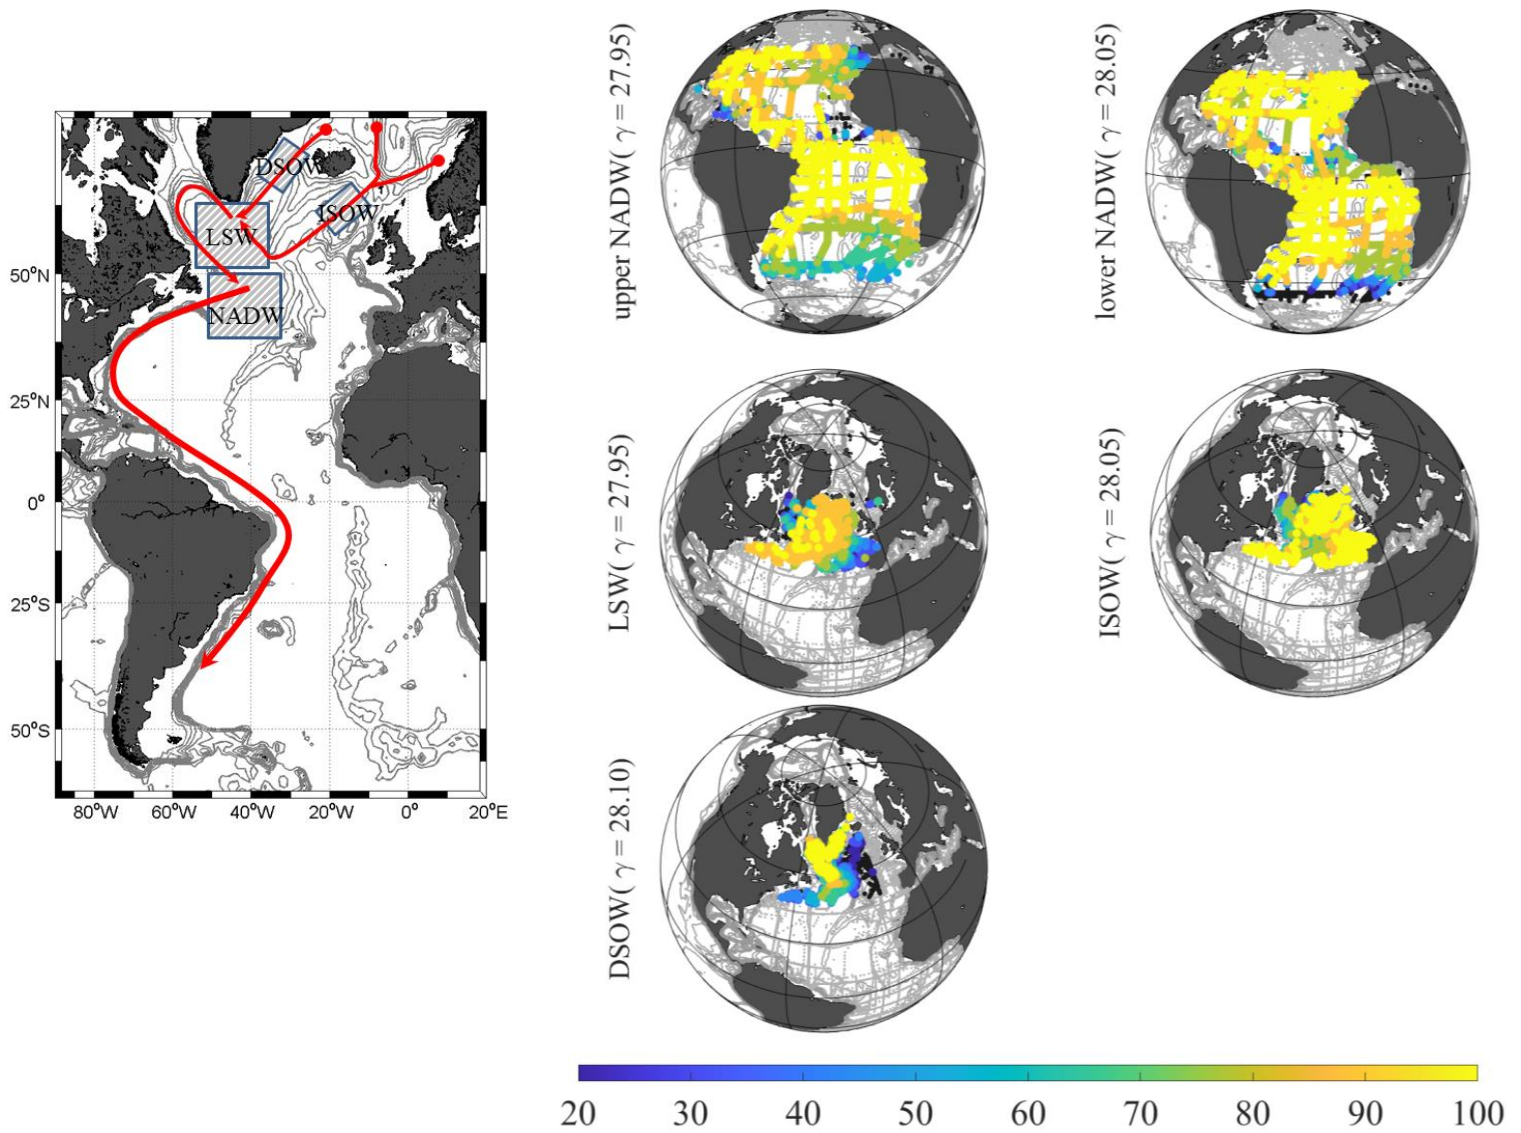 DSOW
ISOW
LSW
NADW
50°N
25°N
0°
25°S
50°S
80°W 60°W 40°W 20°W 0° 20°E
upper NADW( γ = 27.95)
lower NADW( γ = 28.05)
LSW( γ = 27.95)
ISOW( γ = 28.05)
DSOW( γ = 28.10)
20 30 40 50 60 70 80 90 100